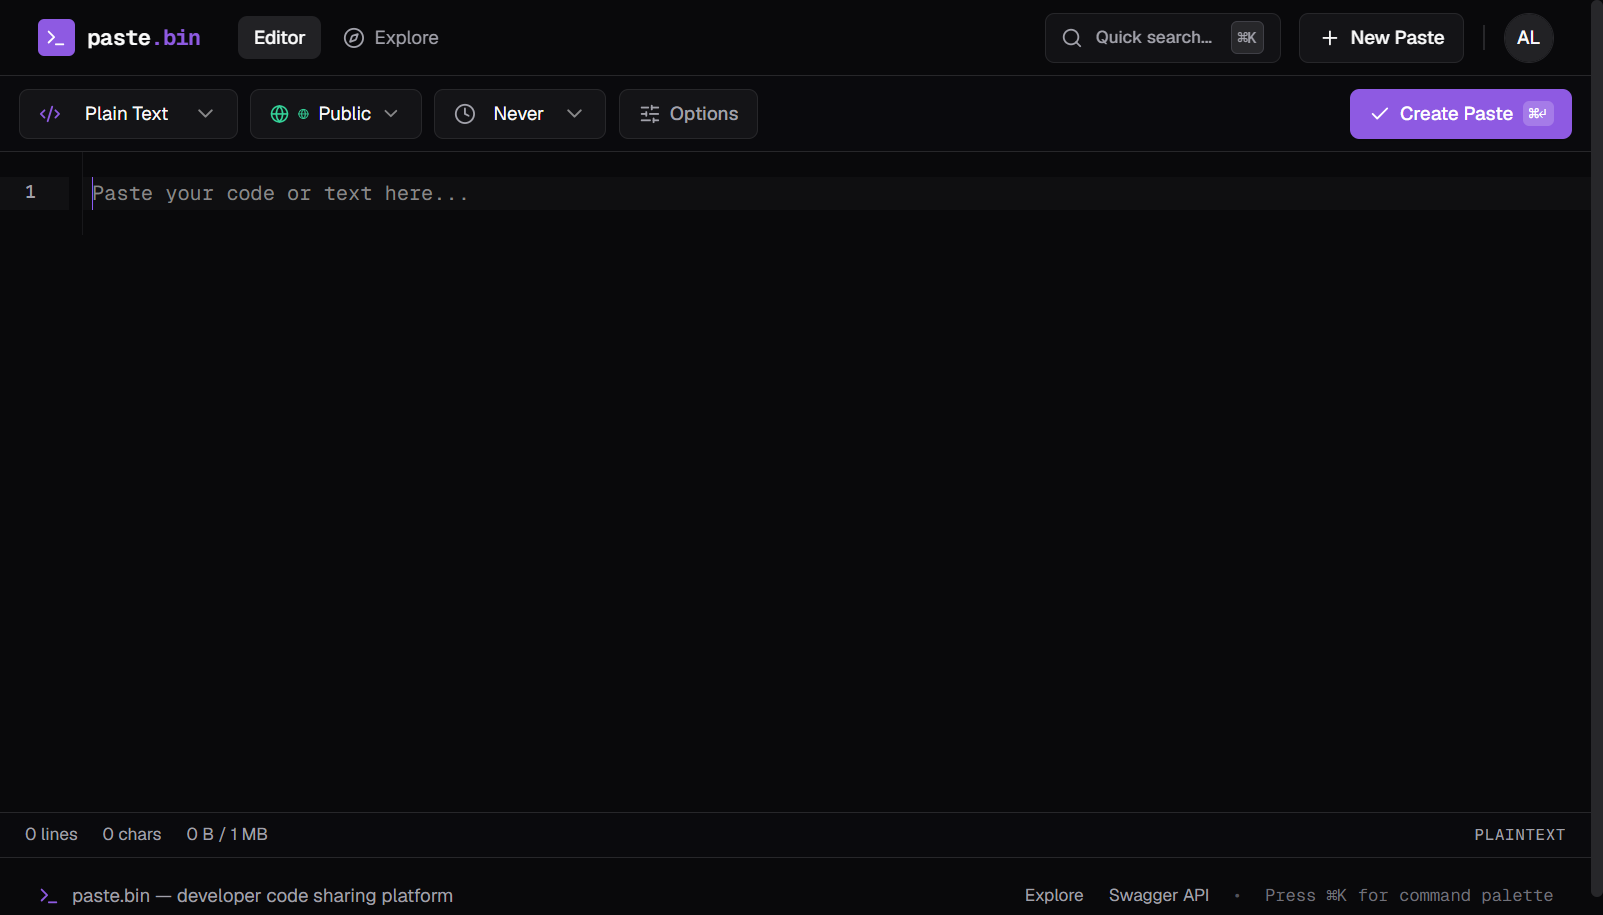 paste.bin Editor Explore Quick search... ⌘K New Paste AL
Plain Text Public Never Options Create Paste ⌘↵
1 Paste your code or text here...
0 lines 0 chars 0 B / 1 MB PLAINTEXT
paste.bin — developer code sharing platform Explore Swagger API • Press ⌘K for command palette